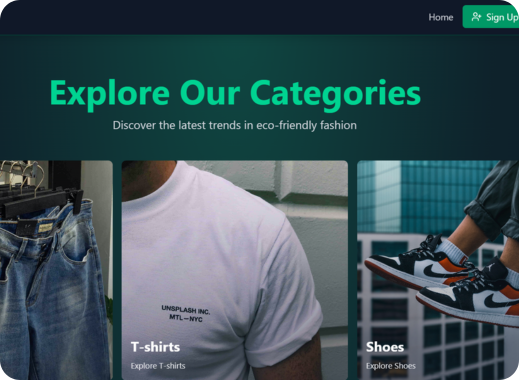 Home
Sign Up
Explore Our Categories
Discover the latest trends in eco-friendly fashion
UNSPLASH INC.
MTL—NYC
T-shirts
Explore T-shirts
Shoes
Explore Shoes